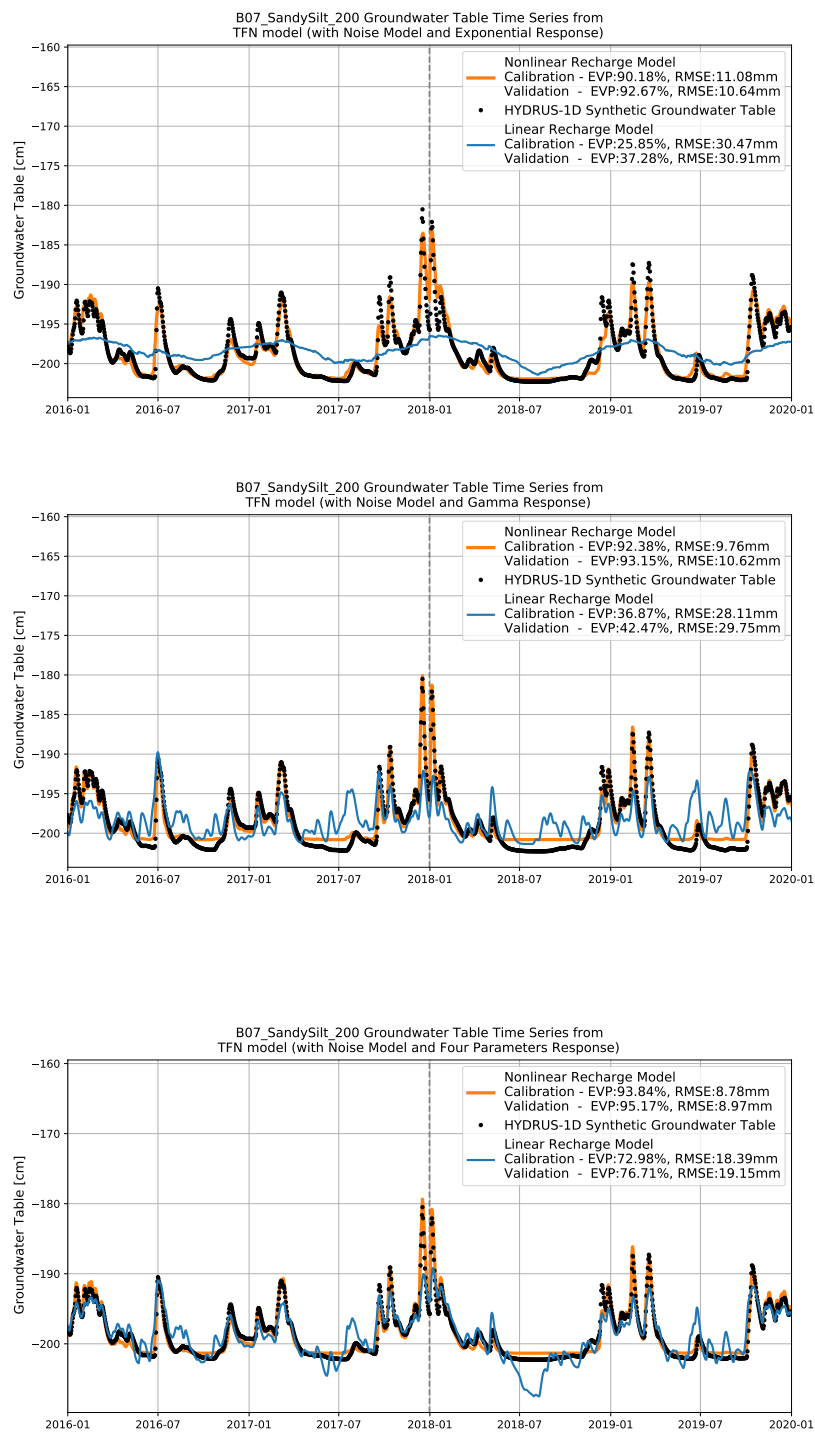 B07_SandySilt_200 Groundwater Table Time Series from
TFN model (with Noise Model and Exponential Response)
Groundwater Table [cm]
−160
−165
−170
−175
−180
−185
−190
−195
−200
Nonlinear Recharge Model
Calibration - EVP:90.18%, RMSE:11.08mm
Validation  -  EVP:92.67%, RMSE:10.64mm
HYDRUS-1D Synthetic Groundwater Table
Linear Recharge Model
Calibration - EVP:25.85%, RMSE:30.47mm
Validation  -  EVP:37.28%, RMSE:30.91mm
2016-01 2016-07 2017-01 2017-07 2018-01 2018-07 2019-01 2019-07 2020-01
B07_SandySilt_200 Groundwater Table Time Series from
TFN model (with Noise Model and Gamma Response)
Groundwater Table [cm]
−160
−165
−170
−175
−180
−185
−190
−195
−200
Nonlinear Recharge Model
Calibration - EVP:92.38%, RMSE:9.76mm
Validation  -  EVP:93.15%, RMSE:10.62mm
HYDRUS-1D Synthetic Groundwater Table
Linear Recharge Model
Calibration - EVP:36.87%, RMSE:28.11mm
Validation  -  EVP:42.47%, RMSE:29.75mm
2016-01 2016-07 2017-01 2017-07 2018-01 2018-07 2019-01 2019-07 2020-01
B07_SandySilt_200 Groundwater Table Time Series from
TFN model (with Noise Model and Four Parameters Response)
Groundwater Table [cm]
−160
−170
−180
−190
−200
Nonlinear Recharge Model
Calibration - EVP:93.84%, RMSE:8.78mm
Validation  -  EVP:95.17%, RMSE:8.97mm
HYDRUS-1D Synthetic Groundwater Table
Linear Recharge Model
Calibration - EVP:72.98%, RMSE:18.39mm
Validation  -  EVP:76.71%, RMSE:19.15mm
2016-01 2016-07 2017-01 2017-07 2018-01 2018-07 2019-01 2019-07 2020-01